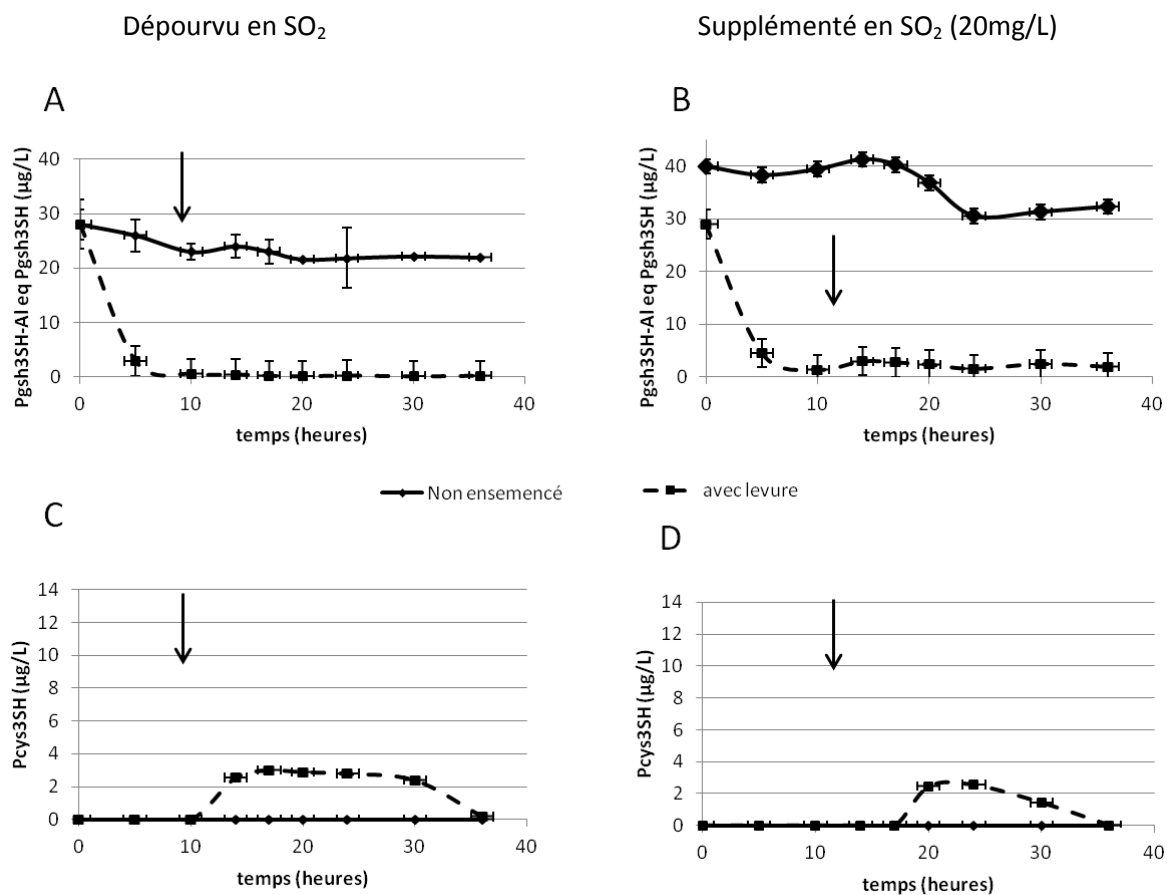 Dépourvu en SO₂
Supplémenté en SO₂ (20mg/L)
A
Pgsh3SH-Al eq Pgsh3SH (µg/L)
40
30
20
10
0
0 10 20 30 40
temps (heures)
B
Pgsh3SH-Al eq Pgsh3SH (µg/L)
40
30
20
10
0
0 10 20 30 40
temps (heures)
Non ensemencé
avec levure
C
Pcys3SH (µg/L)
14
12
10
8
6
4
2
0
0 10 20 30 40
temps (heures)
D
Pcys3SH (µg/L)
14
12
10
8
6
4
2
0
0 10 20 30 40
temps (heures)